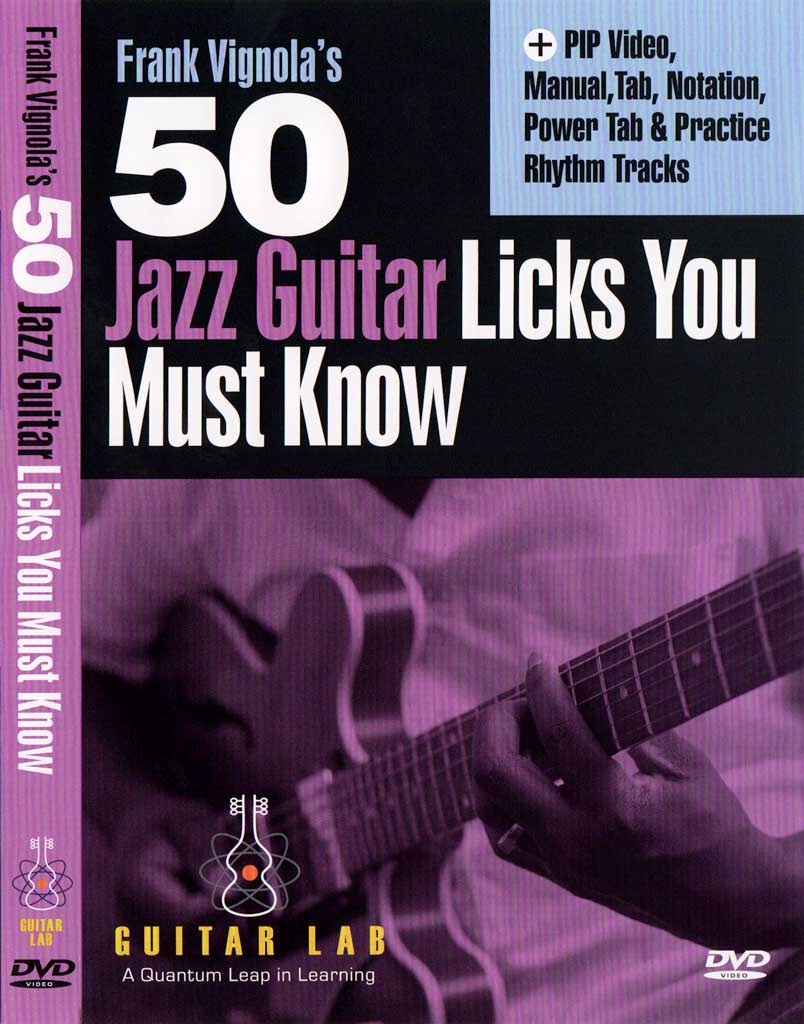 Frank Vignola's 50 Jazz Guitar Licks You Must Know
GUITAR
LAB
DVD
VIDEO
Frank Vignola's
50
Jazz Guitar Licks You
Must Know
+ PIP Video,
Manual,Tab, Notation,
Power Tab & Practice
Rhythm Tracks
GUITAR LAB
A Quantum Leap in Learning
DVD
VIDEO